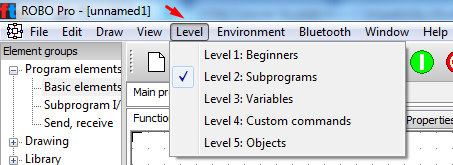 ROBO Pro - [unnamed1]
File Edit Draw View Level Environment Bluetooth Window Help
Element groups
Program elements
Basic elements
Subprogram I/
Send, receive
Drawing
Library
Level 1: Beginners
Level 2: Subprograms
Level 3: Variables
Level 4: Custom commands
Level 5: Objects
Main pr
Function
Properties